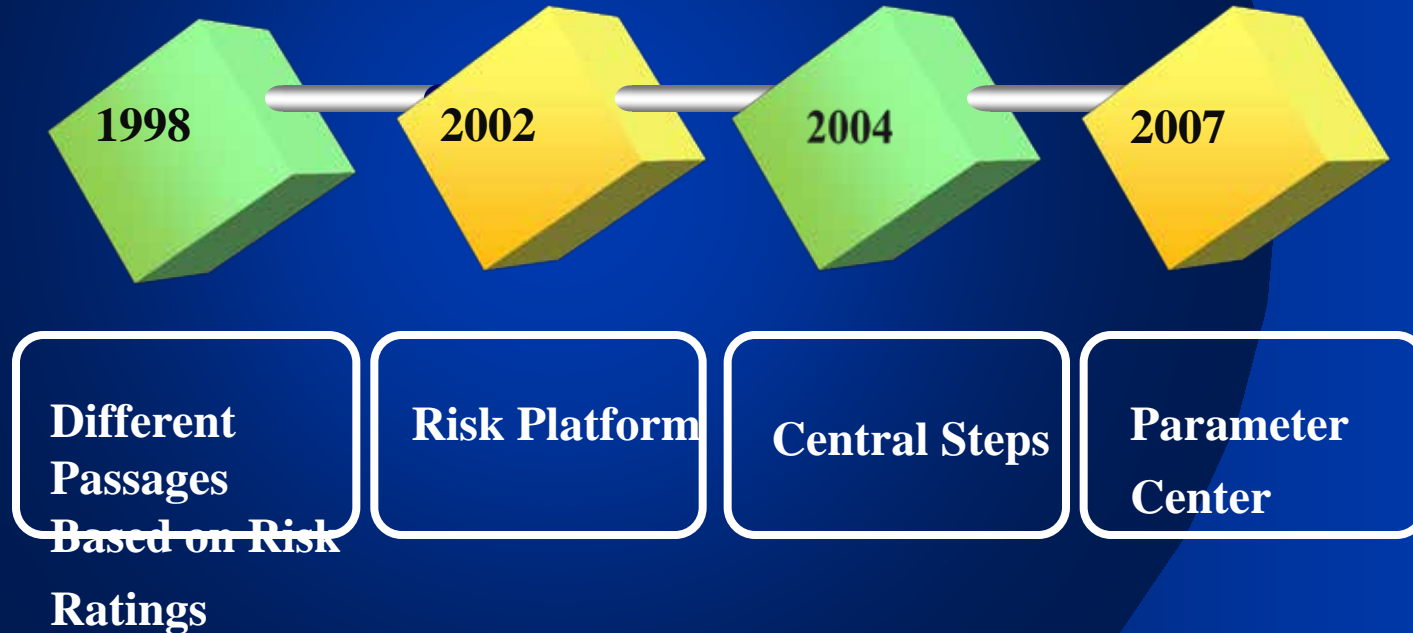 1998
2002
2004
2007
Different
Passages
Based on Risk
Ratings
Risk Platform
Central Steps
Parameter
Center